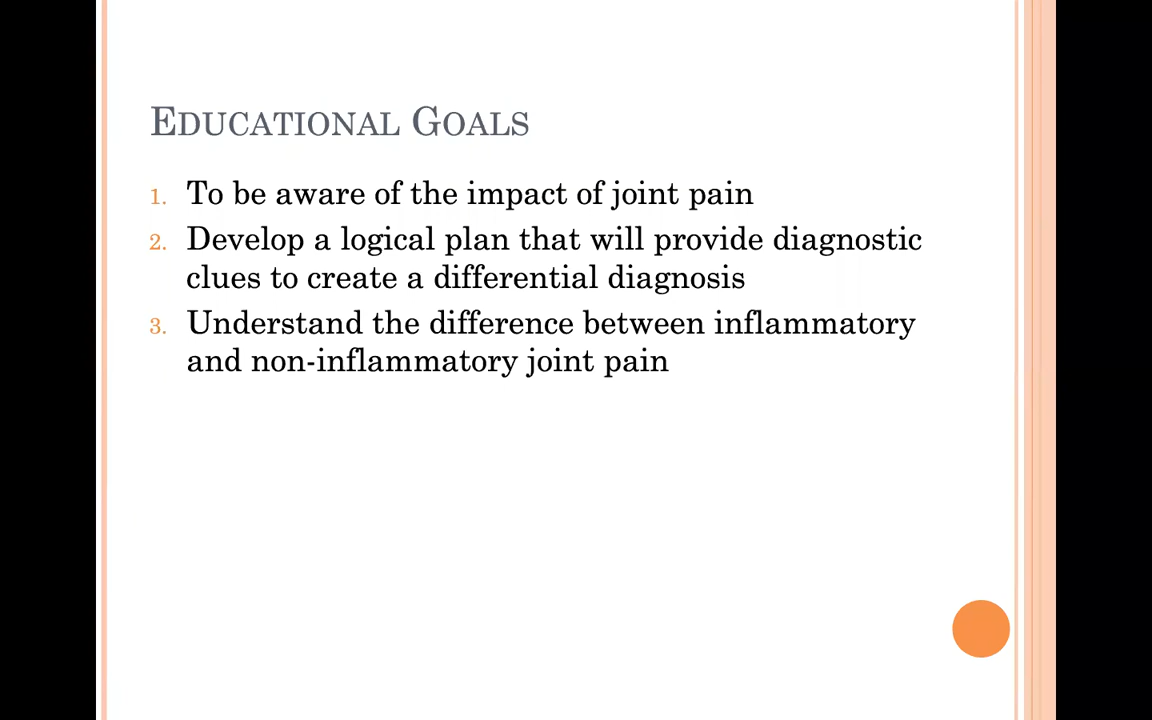 Educational Goals
1. To be aware of the impact of joint pain
2. Develop a logical plan that will provide diagnostic
clues to create a differential diagnosis
3. Understand the difference between inflammatory
and non-inflammatory joint pain